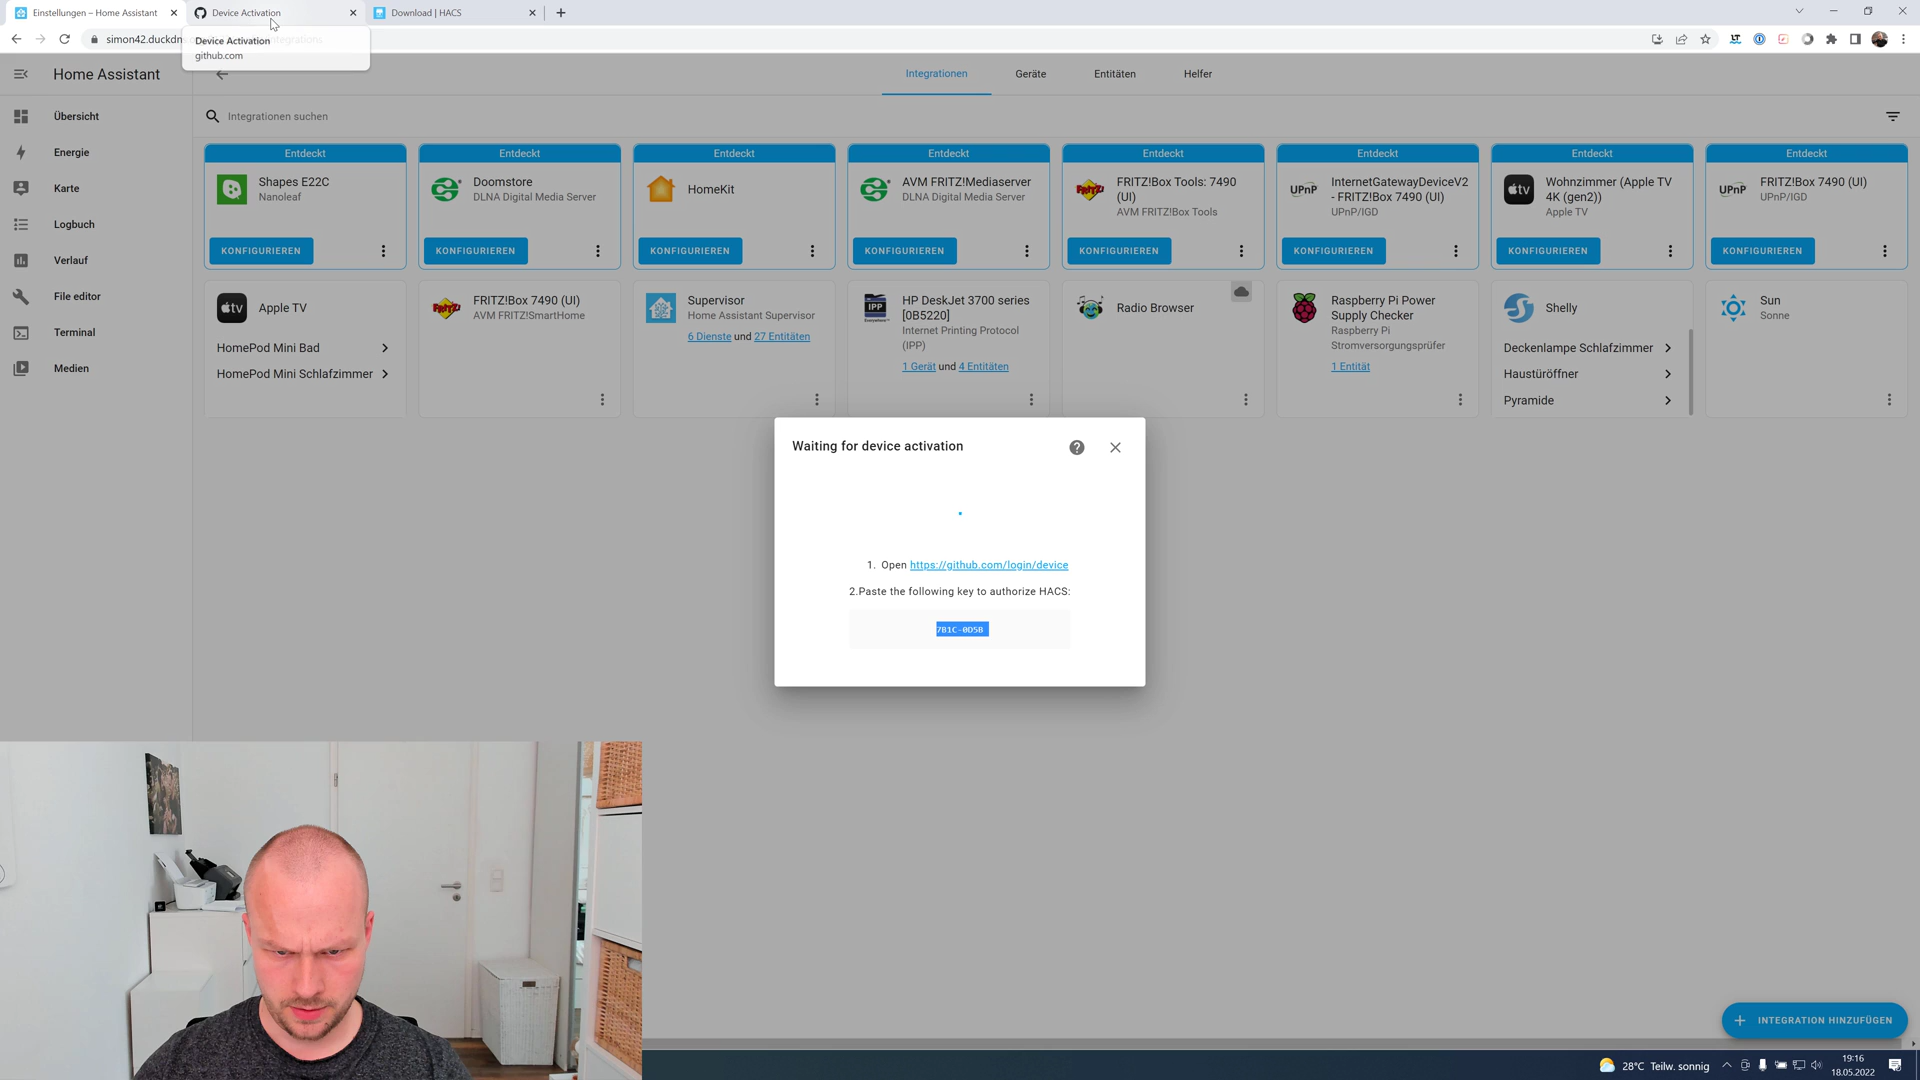 Einstellungen – Home Assistant
Device Activation
Download | HACS
simon42.duckdn
Device Activation
github.com
Home Assistant
Integrationen
Geräte
Entitäten
Helfer
Übersicht
Energie
Karte
Logbuch
Verlauf
File editor
Terminal
Medien
Integrationen suchen
Entdeckt
Shapes E22C
Nanoleaf
KONFIGURIEREN
Entdeckt
Doomstore
DLNA Digital Media Server
KONFIGURIEREN
Entdeckt
HomeKit
KONFIGURIEREN
Entdeckt
AVM FRITZ!Mediaserver
DLNA Digital Media Server
KONFIGURIEREN
Entdeckt
FRITZ!
FRITZ!Box Tools: 7490
(UI)
AVM FRITZ!Box Tools
KONFIGURIEREN
Entdeckt
UPnP
InternetGatewayDeviceV2
- FRITZ!Box 7490 (UI)
UPnP/IGD
KONFIGURIEREN
Entdeckt
tv
Wohnzimmer (Apple TV
4K (gen2))
Apple TV
KONFIGURIEREN
Entdeckt
UPnP
FRITZ!Box 7490 (UI)
UPnP/IGD
KONFIGURIEREN
tv
Apple TV
HomePod Mini Bad
HomePod Mini Schlafzimmer
FRITZ!
FRITZ!Box 7490 (UI)
AVM FRITZ!SmartHome
Supervisor
Home Assistant Supervisor
6 Dienste und 27 Entitäten
IPP
Everywhere
HP DeskJet 3700 series
[0B5220]
Internet Printing Protocol
(IPP)
1 Gerät und 4 Entitäten
Radio Browser
Raspberry Pi Power
Supply Checker
Raspberry Pi
Stromversorgungsprüfer
1 Entität
Shelly
Deckenlampe Schlafzimmer
Haustüröffner
Pyramide
Sun
Sonne
Waiting for device activation
1. Open https://github.com/login/device
2.Paste the following key to authorize HACS:
7B1C-0D5B
INTEGRATION HINZUFÜGEN
28°C Teilw. sonnig
19:16
18.05.2022